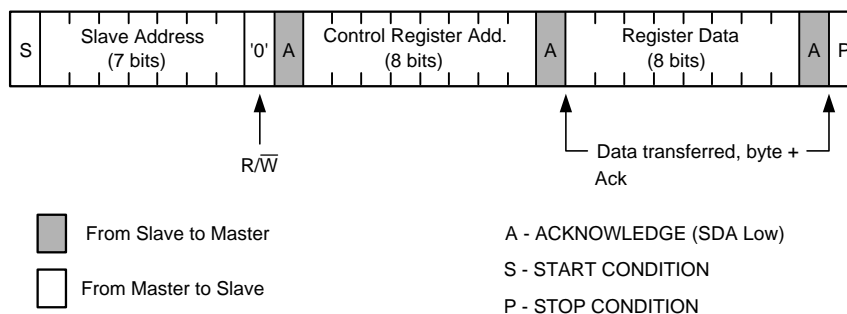 S
Slave Address
(7 bits)
'0'
A
Control Register Add.
(8 bits)
A
Register Data
(8 bits)
A
P
R/W̅
Data transferred, byte +
Ack
From Slave to Master
From Master to Slave
A - ACKNOWLEDGE (SDA Low)
S - START CONDITION
P - STOP CONDITION